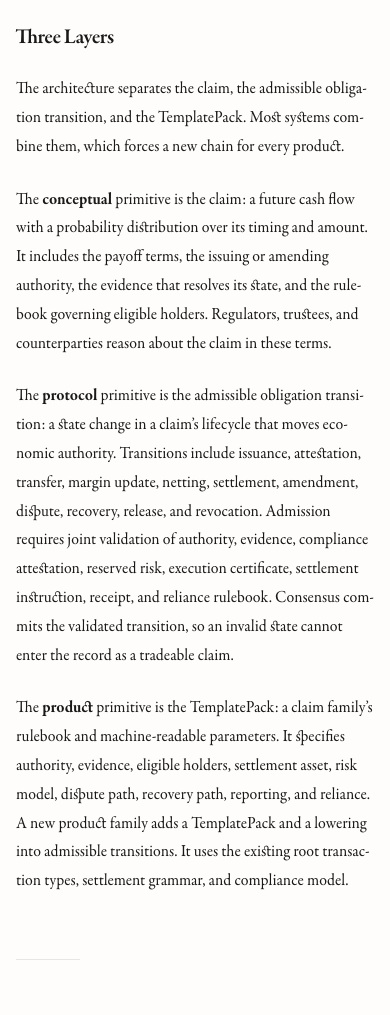 Three Layers
The architecture separates the claim, the admissible obliga-
tion transition, and the TemplatePack. Most systems com-
bine them, which forces a new chain for every product.
The conceptual primitive is the claim: a future cash flow
with a probability distribution over its timing and amount.
It includes the payoff terms, the issuing or amending
authority, the evidence that resolves its state, and the rule-
book governing eligible holders. Regulators, trustees, and
counterparties reason about the claim in these terms.
The protocol primitive is the admissible obligation transi-
tion: a state change in a claim’s lifecycle that moves eco-
nomic authority. Transitions include issuance, attestation,
transfer, margin update, netting, settlement, amendment,
dispute, recovery, release, and revocation. Admission
requires joint validation of authority, evidence, compliance
attestation, reserved risk, execution certificate, settlement
instruction, receipt, and reliance rulebook. Consensus com-
mits the validated transition, so an invalid state cannot
enter the record as a tradeable claim.
The product primitive is the TemplatePack: a claim family’s
rulebook and machine-readable parameters. It specifies
authority, evidence, eligible holders, settlement asset, risk
model, dispute path, recovery path, reporting, and reliance.
A new product family adds a TemplatePack and a lowering
into admissible transitions. It uses the existing root transac-
tion types, settlement grammar, and compliance model.